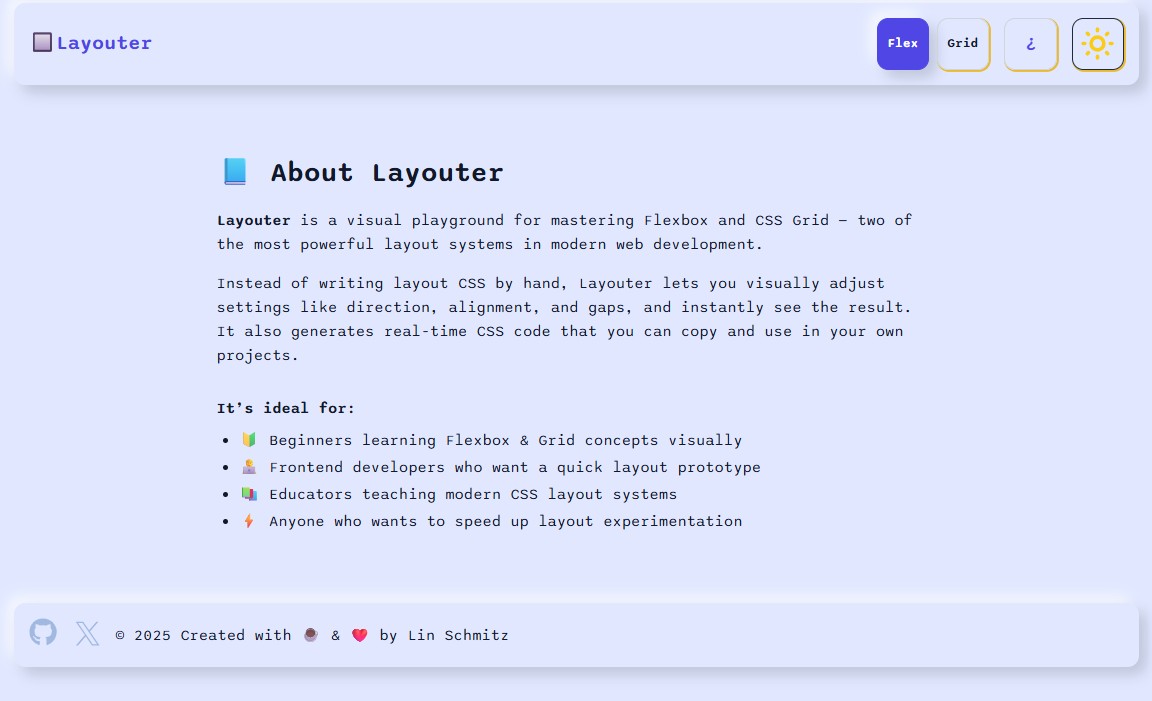 Layouter
Flex
Grid
¿
📘 About Layouter
Layouter is a visual playground for mastering Flexbox and CSS Grid — two of
the most powerful layout systems in modern web development.
Instead of writing layout CSS by hand, Layouter lets you visually adjust
settings like direction, alignment, and gaps, and instantly see the result.
It also generates real-time CSS code that you can copy and use in your own
projects.
It’s ideal for:
• 🔰 Beginners learning Flexbox & Grid concepts visually
• 🧑‍💻 Frontend developers who want a quick layout prototype
• 📚 Educators teaching modern CSS layout systems
• ⚡ Anyone who wants to speed up layout experimentation
© 2025 Created with & ❤️ by Lin Schmitz